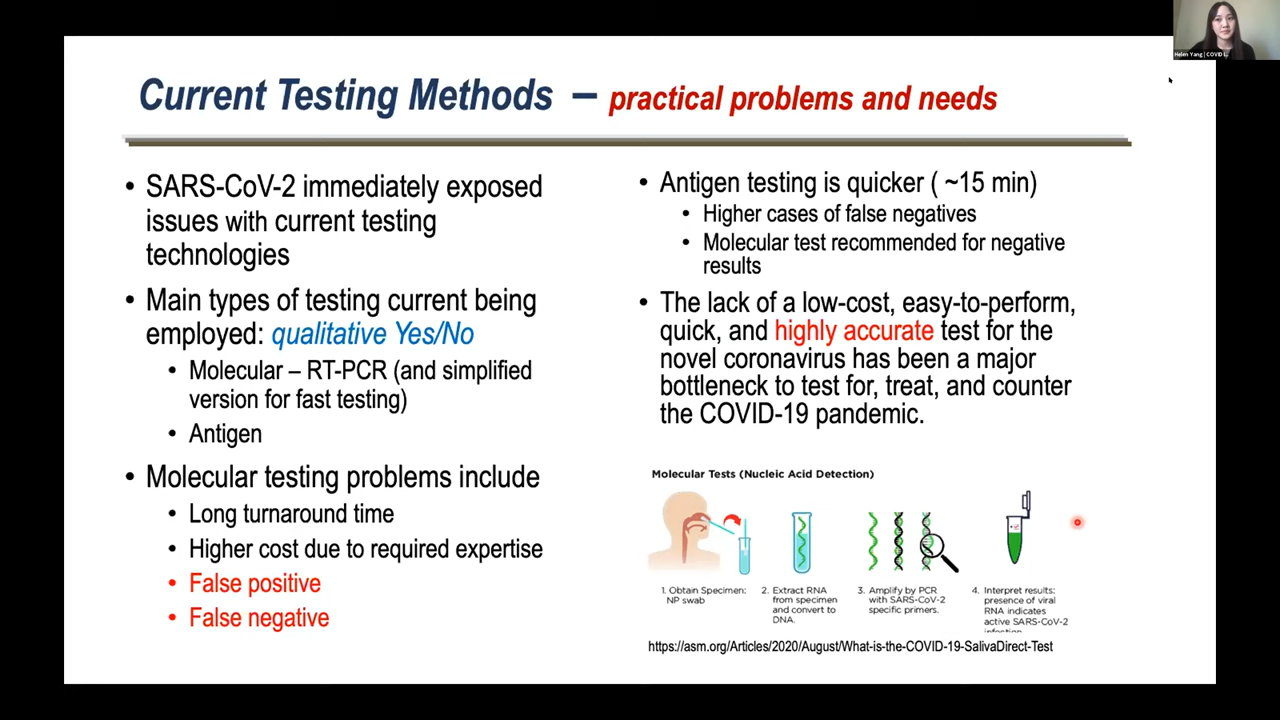 Helen Yang | COVID I...
Current Testing Methods – practical problems and needs
• SARS-CoV-2 immediately exposed
issues with current testing
technologies
• Main types of testing current being
employed: qualitative Yes/No
• Molecular – RT-PCR (and simplified
version for fast testing)
• Antigen
• Molecular testing problems include
• Long turnaround time
• Higher cost due to required expertise
• False positive
• False negative
• Antigen testing is quicker ( ~15 min)
• Higher cases of false negatives
• Molecular test recommended for negative
results
• The lack of a low-cost, easy-to-perform,
quick, and highly accurate test for the
novel coronavirus has been a major
bottleneck to test for, treat, and counter
the COVID-19 pandemic.
Molecular Tests (Nucleic Acid Detection)
1. Obtain Specimen:
NP swab
2. Extract RNA
from specimen
and convert to
DNA.
3. Amplify by PCR
with SARS-CoV-2
specific primers.
4. Interpret results:
presence of viral
RNA indicates
active SARS-CoV-2
infection
https://asm.org/Articles/2020/August/What-is-the-COVID-19-SalivaDirect-Test